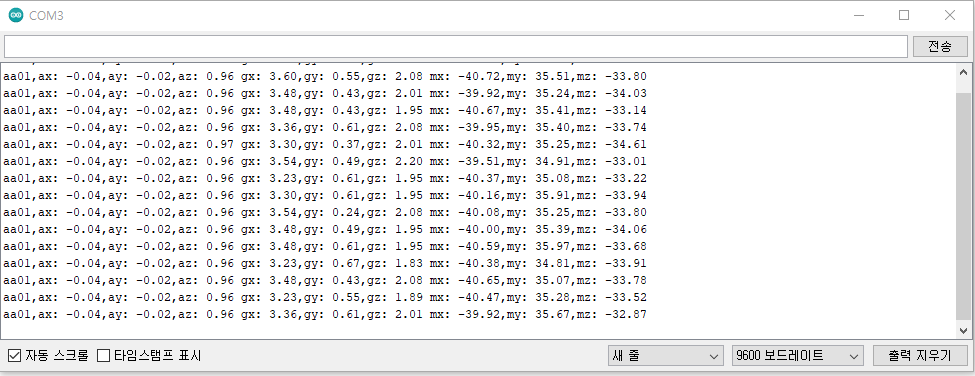 COM3
전송
aa01,ax: -0.04,ay: -0.02,az: 0.96 gx: 3.60,gy: 0.55,gz: 2.08 mx: -40.72,my: 35.51,mz: -33.80
aa01,ax: -0.04,ay: -0.02,az: 0.96 gx: 3.48,gy: 0.43,gz: 2.01 mx: -39.92,my: 35.24,mz: -34.03
aa01,ax: -0.04,ay: -0.02,az: 0.96 gx: 3.48,gy: 0.43,gz: 1.95 mx: -40.67,my: 35.41,mz: -33.14
aa01,ax: -0.04,ay: -0.02,az: 0.96 gx: 3.36,gy: 0.61,gz: 2.08 mx: -39.95,my: 35.40,mz: -33.74
aa01,ax: -0.04,ay: -0.02,az: 0.97 gx: 3.30,gy: 0.37,gz: 2.01 mx: -40.32,my: 35.25,mz: -34.61
aa01,ax: -0.04,ay: -0.02,az: 0.96 gx: 3.54,gy: 0.49,gz: 2.20 mx: -39.51,my: 34.91,mz: -33.01
aa01,ax: -0.04,ay: -0.02,az: 0.96 gx: 3.23,gy: 0.61,gz: 1.95 mx: -40.37,my: 35.08,mz: -33.22
aa01,ax: -0.04,ay: -0.02,az: 0.96 gx: 3.30,gy: 0.61,gz: 1.95 mx: -40.16,my: 35.91,mz: -33.94
aa01,ax: -0.04,ay: -0.02,az: 0.96 gx: 3.54,gy: 0.24,gz: 2.08 mx: -40.08,my: 35.25,mz: -33.80
aa01,ax: -0.04,ay: -0.02,az: 0.96 gx: 3.48,gy: 0.49,gz: 1.95 mx: -40.00,my: 35.39,mz: -34.06
aa01,ax: -0.04,ay: -0.02,az: 0.96 gx: 3.48,gy: 0.61,gz: 1.95 mx: -40.59,my: 35.97,mz: -33.68
aa01,ax: -0.04,ay: -0.02,az: 0.96 gx: 3.23,gy: 0.67,gz: 1.83 mx: -40.38,my: 34.81,mz: -33.91
aa01,ax: -0.04,ay: -0.02,az: 0.96 gx: 3.48,gy: 0.43,gz: 2.08 mx: -40.65,my: 35.07,mz: -33.78
aa01,ax: -0.04,ay: -0.02,az: 0.96 gx: 3.23,gy: 0.55,gz: 1.89 mx: -40.47,my: 35.28,mz: -33.52
aa01,ax: -0.04,ay: -0.02,az: 0.96 gx: 3.36,gy: 0.61,gz: 2.01 mx: -39.92,my: 35.67,mz: -32.87
자동 스크롤 타임스탬프 표시 새 줄 9600 보드레이트 출력 지우기